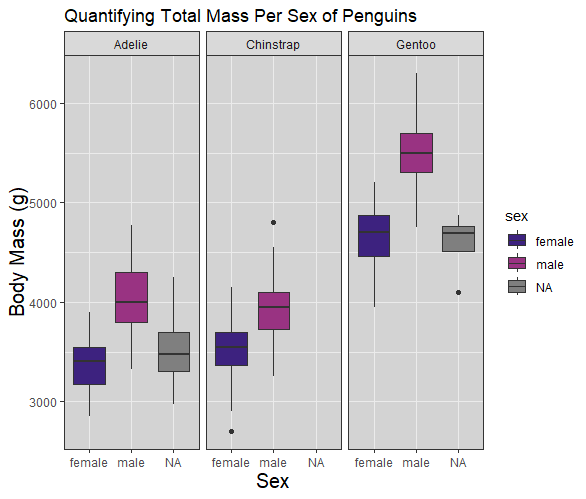 Quantifying Total Mass Per Sex of Penguins
Adelie Chinstrap Gentoo
6000
5000
4000
3000
Body Mass (g)
female male NA female male NA female male NA
Sex
sex
female
male
NA